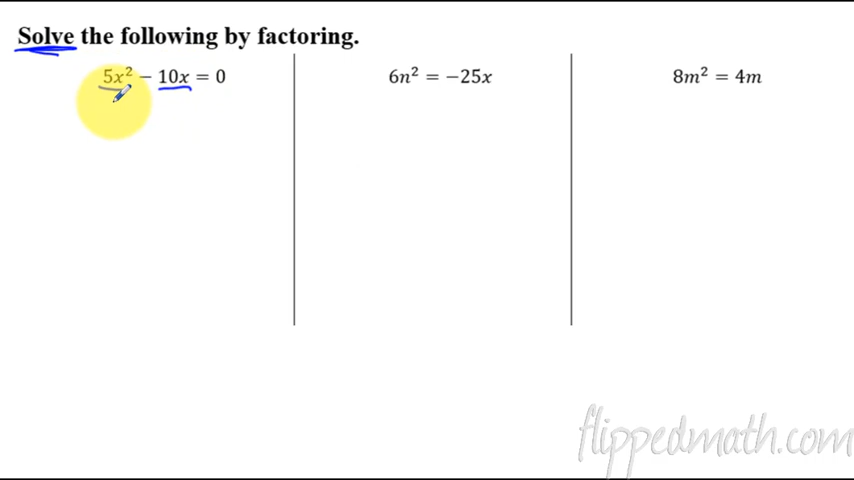 Solve the following by factoring.
5x² − 10x = 0
6n² = −25x
8m² = 4m
flippedmath.com